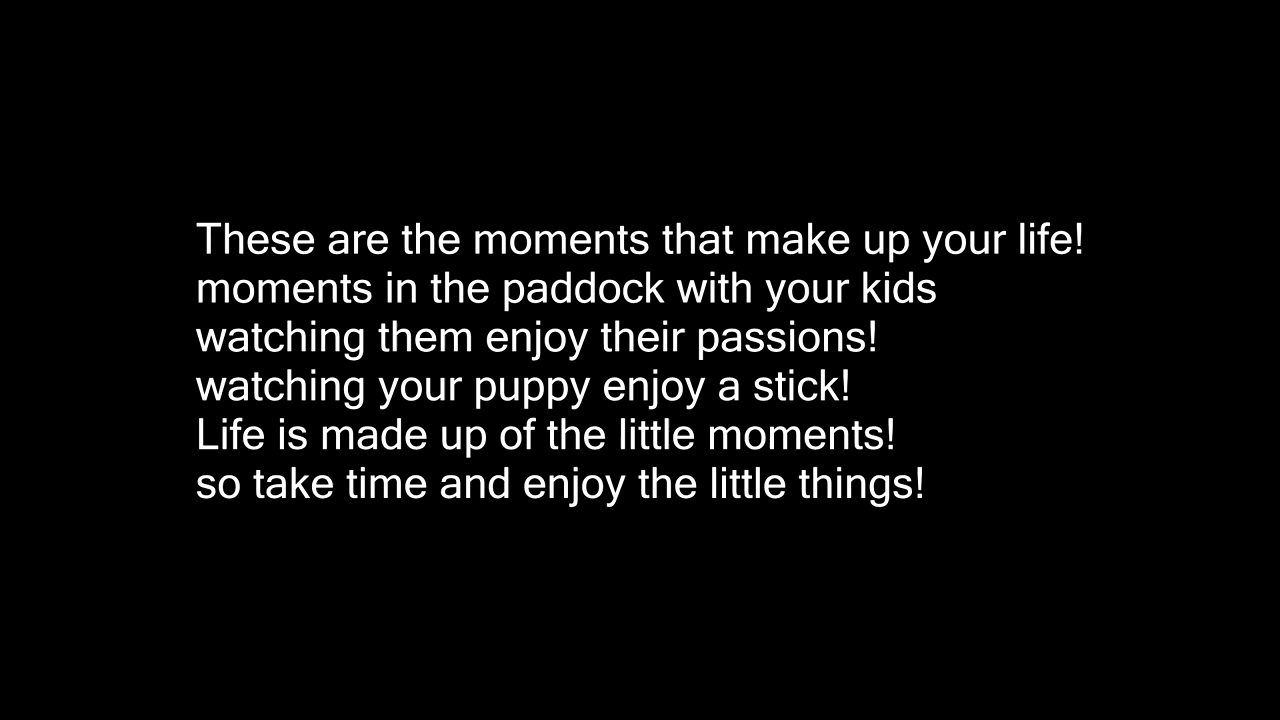 These are the moments that make up your life!
moments in the paddock with your kids
watching them enjoy their passions!
watching your puppy enjoy a stick!
Life is made up of the little moments!
so take time and enjoy the little things!